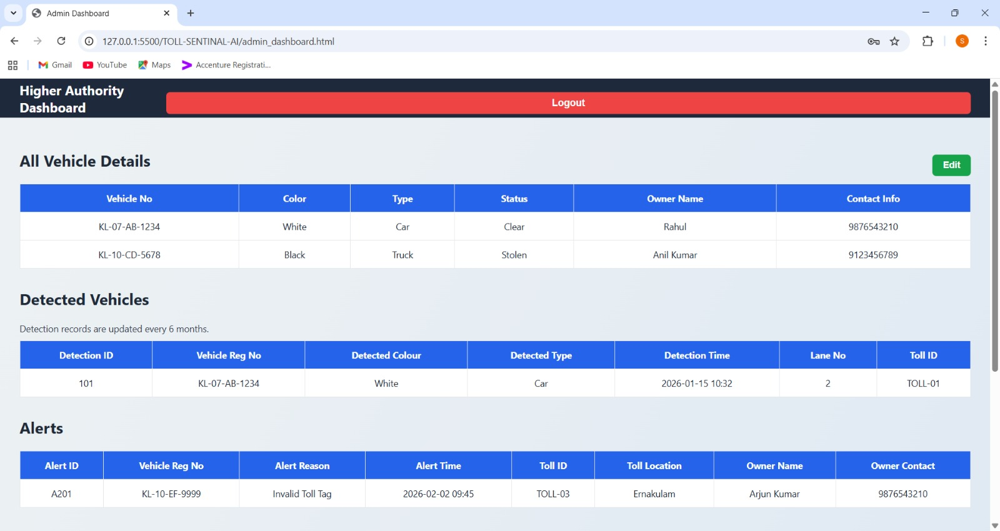 Admin Dashboard
127.0.0.1:5500/TOLL-SENTINAL-AI/admin_dashboard.html
S
Gmail YouTube Maps Accenture Registrati...
Higher Authority
Dashboard
Logout
All Vehicle Details
Edit
Vehicle No Color Type Status Owner Name Contact Info
KL-07-AB-1234 White Car Clear Rahul 9876543210
KL-10-CD-5678 Black Truck Stolen Anil Kumar 9123456789
Detected Vehicles
Detection records are updated every 6 months.
Detection ID Vehicle Reg No Detected Colour Detected Type Detection Time Lane No Toll ID
101 KL-07-AB-1234 White Car 2026-01-15 10:32 2 TOLL-01
Alerts
Alert ID Vehicle Reg No Alert Reason Alert Time Toll ID Toll Location Owner Name Owner Contact
A201 KL-10-EF-9999 Invalid Toll Tag 2026-02-02 09:45 TOLL-03 Ernakulam Arjun Kumar 9876543210